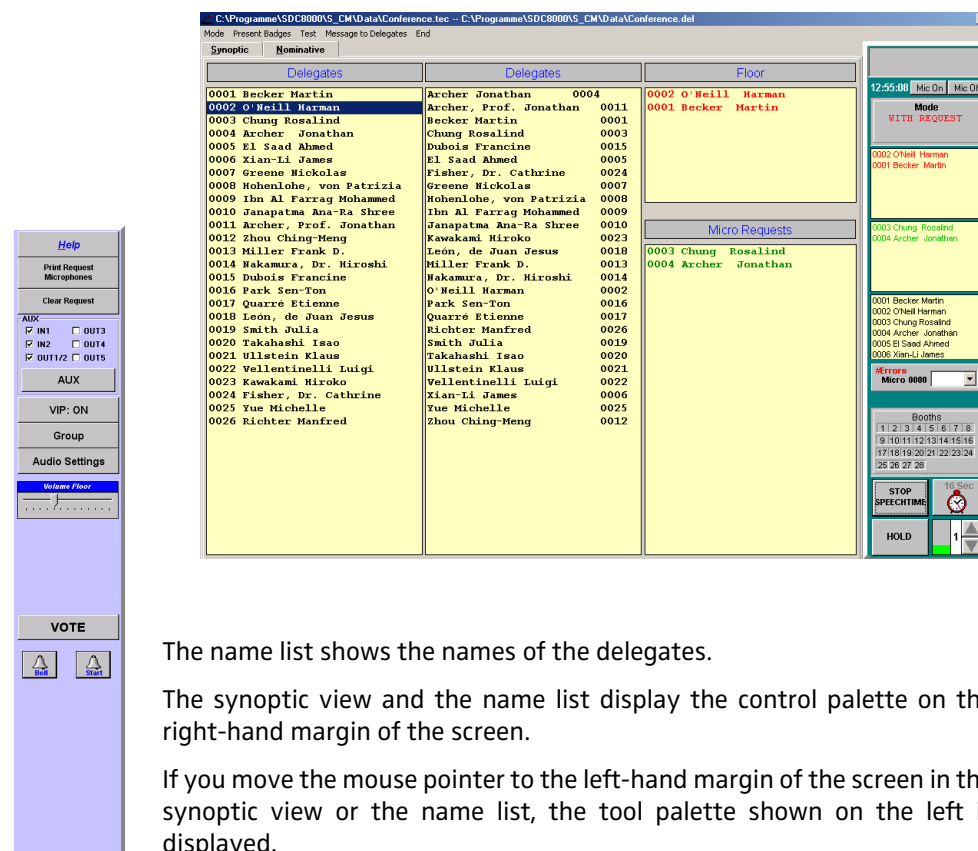 C:\Programme\SDC8000\S_CM\Data\Conference.tec -- C:\Programme\SDC8000\S_CM\Data\Conference.del
Mode Present Badges Test Message to Delegates End
Synoptic Nominative
Delegates
0001 Becker Martin
0002 O'Neill Harman
0003 Chung Rosalind
0004 Archer Jonathan
0005 El Saad Ahmed
0006 Xian-Li James
0007 Greene Nickolas
0008 Hohenlohe, von Patrizia
0009 Ibn Al Farrag Mohammed
0010 Janapatma Ana-Ra Shree
0011 Archer, Prof. Jonathan
0012 Zhou Ching-Meng
0013 Miller Frank D.
0014 Nakamura, Dr. Hiroshi
0015 Dubois Francine
0016 Park Sen-Ton
0017 Quarré Etienne
0018 León, de Juan Jesus
0019 Smith Julia
0020 Takahashi Isao
0021 Ullstein Klaus
0022 Vellentinelli Luigi
0023 Kawakami Hiroko
0024 Fisher, Dr. Cathrine
0025 Yue Michelle
0026 Richter Manfred
Delegates
Archer Jonathan 0004
Archer, Prof. Jonathan 0011
Becker Martin 0001
Chung Rosalind 0003
Dubois Francine 0015
El Saad Ahmed 0005
Fisher, Dr. Cathrine 0024
Greene Nickolas 0007
Hohenlohe, von Patrizia 0008
Ibn Al Farrag Mohammed 0009
Janapatma Ana-Ra Shree 0010
Kawakami Hiroko 0023
León, de Juan Jesus 0018
Miller Frank D. 0013
Nakamura, Dr. Hiroshi 0014
O'Neill Harman 0002
Park Sen-Ton 0016
Quarré Etienne 0017
Richter Manfred 0026
Smith Julia 0019
Takahashi Isao 0020
Ullstein Klaus 0021
Vellentinelli Luigi 0022
Xian-Li James 0006
Yue Michelle 0025
Zhou Ching-Meng 0012
Floor
0002 O'Neill Harman
0001 Becker Martin
Micro Requests
0003 Chung Rosalind
0004 Archer Jonathan
12:55:08 Mic On Mic Of
Mode
WITH REQUEST
0002 O'Neill Harman
0001 Becker Martin
0003 Chung Rosalind
0004 Archer Jonathan
0001 Becker Martin
0002 O'Neill Harman
0003 Chung Rosalind
0004 Archer Jonathan
0005 El Saad Ahmed
0006 Xian-Li James
#Errors
Micro 0000
Booths
1 2 3 4 5 6 7 8
9 10 11 12 13 14 15 16
17 18 19 20 21 22 23 24
25 26 27 28
STOP
SPEECHTIME
16 Sec
HOLD
1
Help
Print Request
Microphones
Clear Request
AUX
IN1 OUT3
IN2 OUT4
OUT1/2 OUT5
AUX
VIP: ON
Group
Audio Settings
Volume Floor
VOTE
Bell Start
The name list shows the names of the delegates.
The synoptic view and the name list display the control palette on th
right-hand margin of the screen.
If you move the mouse pointer to the left-hand margin of the screen in th
synoptic view or the name list, the tool palette shown on the left i
displayed.